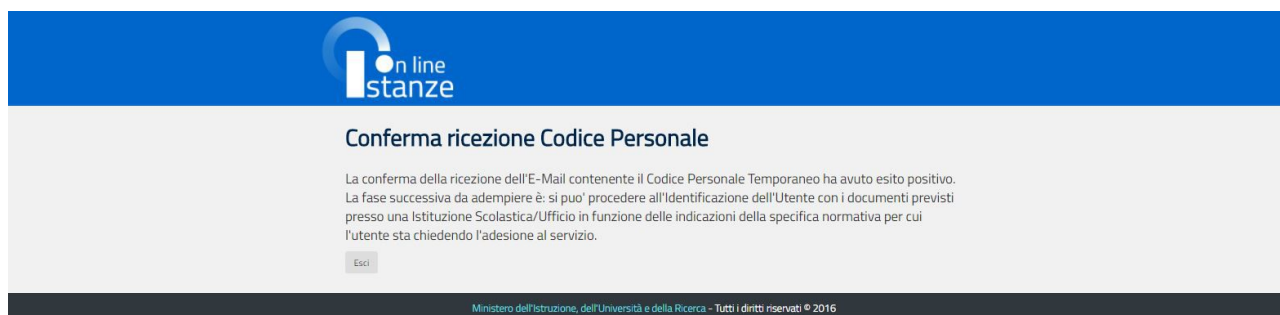 On line
Istanze
Conferma ricezione Codice Personale
La conferma della ricezione dell'E-Mail contenente il Codice Personale Temporaneo ha avuto esito positivo.
La fase successiva da adempiere è: si puo' procedere all'Identificazione dell'Utente con i documenti previsti
presso una Istituzione Scolastica/Ufficio in funzione delle indicazioni della specifica normativa per cui
l'utente sta chiedendo l'adesione al servizio.
Esci
Ministero dell'Istruzione, dell'Università e della Ricerca - Tutti i diritti riservati © 2016